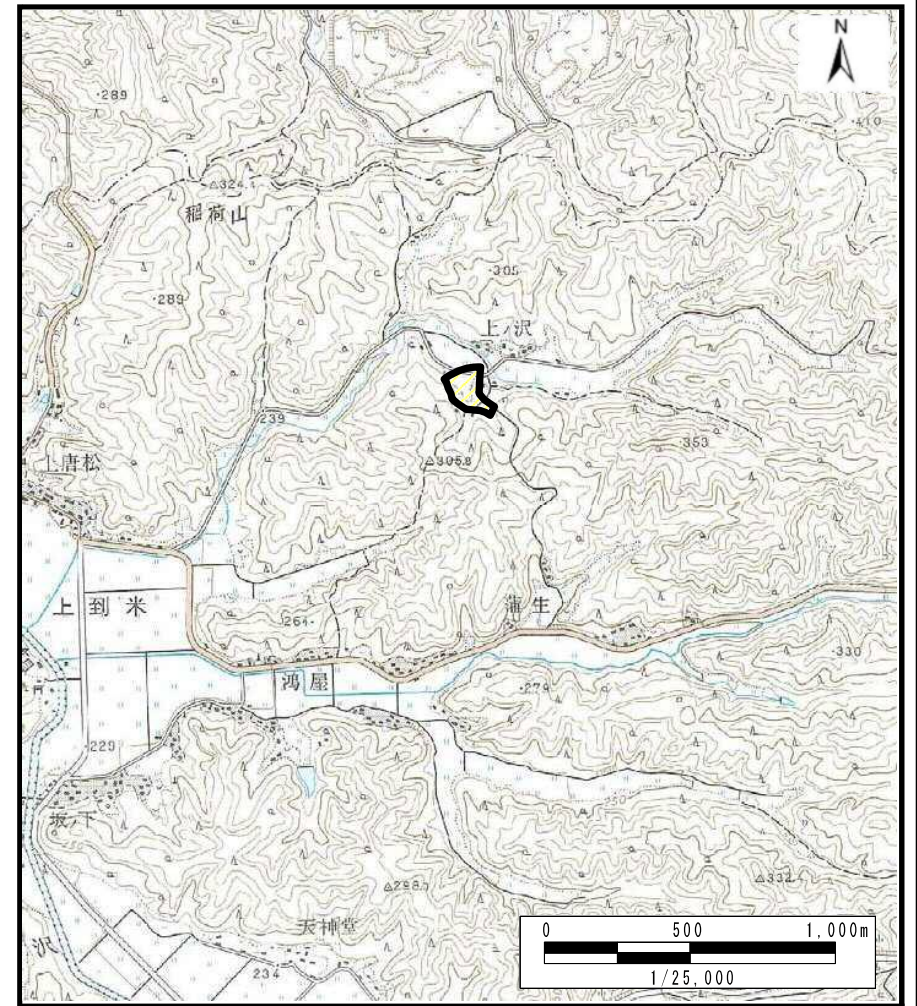 N
·289
·410
△324.1
稲荷山
·305
·289
上ノ沢
239
·353
上唐松
△305.8
上到米
蒲生
264·
·330
鴻屋
·279
·229
250
坂ノ下
△332.4
天神堂
沢
234
0 500 1,000m
1/25,000